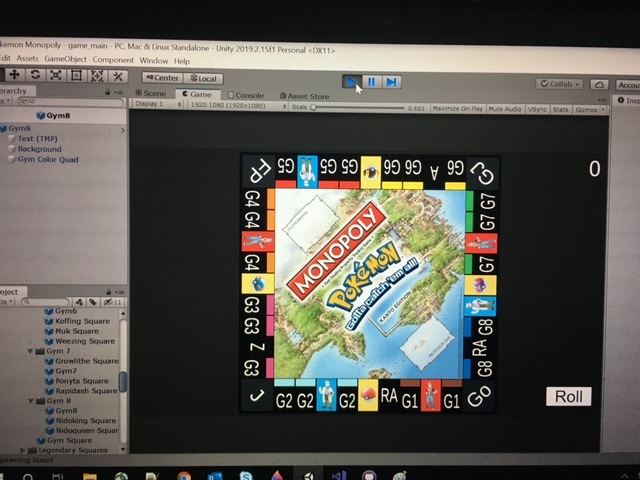 kemon Monopoly - game_main - PC, Mac & Linux Standalone - Unity 2019.2.15f1 Personal <DX11>
Edit Assets GameObject Component Window Help
Center Local
Collab
Accou
erarchy
Scene Game Console Asset Store
Insp
Display 1 1920:1080 (1920x1080) Scale 0.601 Maximize On Play Mute Audio VSync Stats Gizmos
Gym8
Gym8
Text (TMP)
Background
Gym Color Quad
FP G5 G5 G5 G6 G6 A G6 GJ
0
G4 G4 G4 G3 G3 Z G3
G7 G7 G7 G8 RA G8
MONOPOLY
Pokémon
Gotta catch 'em all!
KANTO EDITION
J G2 G2 G2 RA G1 G1 Go
Roll
roject
11
Gym6
Koffing Square
Muk Square
Weezing Square
Gym 7
Growlithe Square
Gym7
Ponyta Square
Rapidash Square
Gym 8
Gym8
Nidoking Square
Nidoqueen Square
Gym Square
Legendary Squares
pawning board